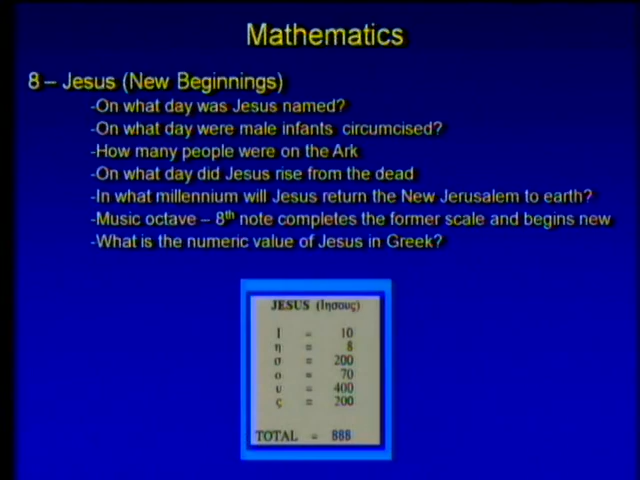 Mathematics
8 – Jesus (New Beginnings)
-On what day was Jesus named?
-On what day were male infants circumcised?
-How many people were on the Ark
-On what day did Jesus rise from the dead
-In what millennium will Jesus return the New Jerusalem to earth?
-Music octave – 8th note completes the former scale and begins new
-What is the numeric value of Jesus in Greek?
JESUS (Ιησους)
Ι = 10
η = 8
σ = 200
ο = 70
υ = 400
ς = 200
TOTAL = 888